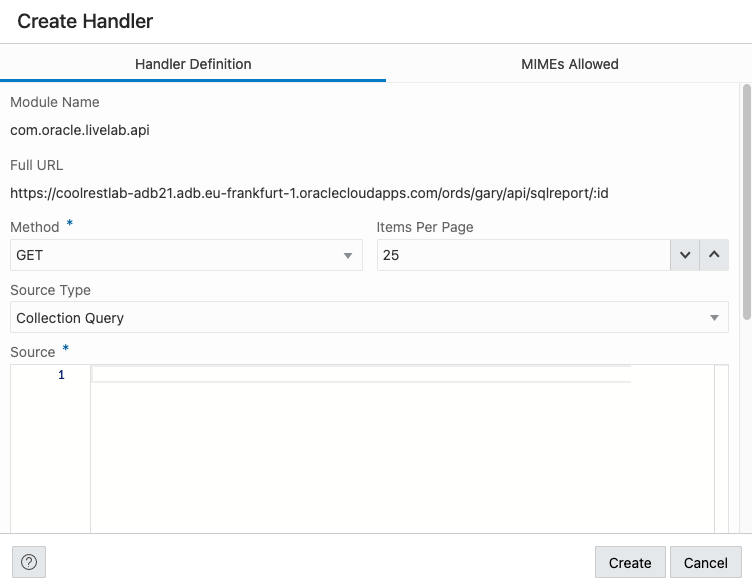 Create Handler
Handler Definition
MIMEs Allowed
Module Name
com.oracle.livelab.api
Full URL
https://coolrestlab-adb21.adb.eu-frankfurt-1.oraclecloudapps.com/ords/gary/api/sqlreport/:id
Method * Items Per Page
GET 25
Source Type
Collection Query
Source *
1
?
Create Cancel